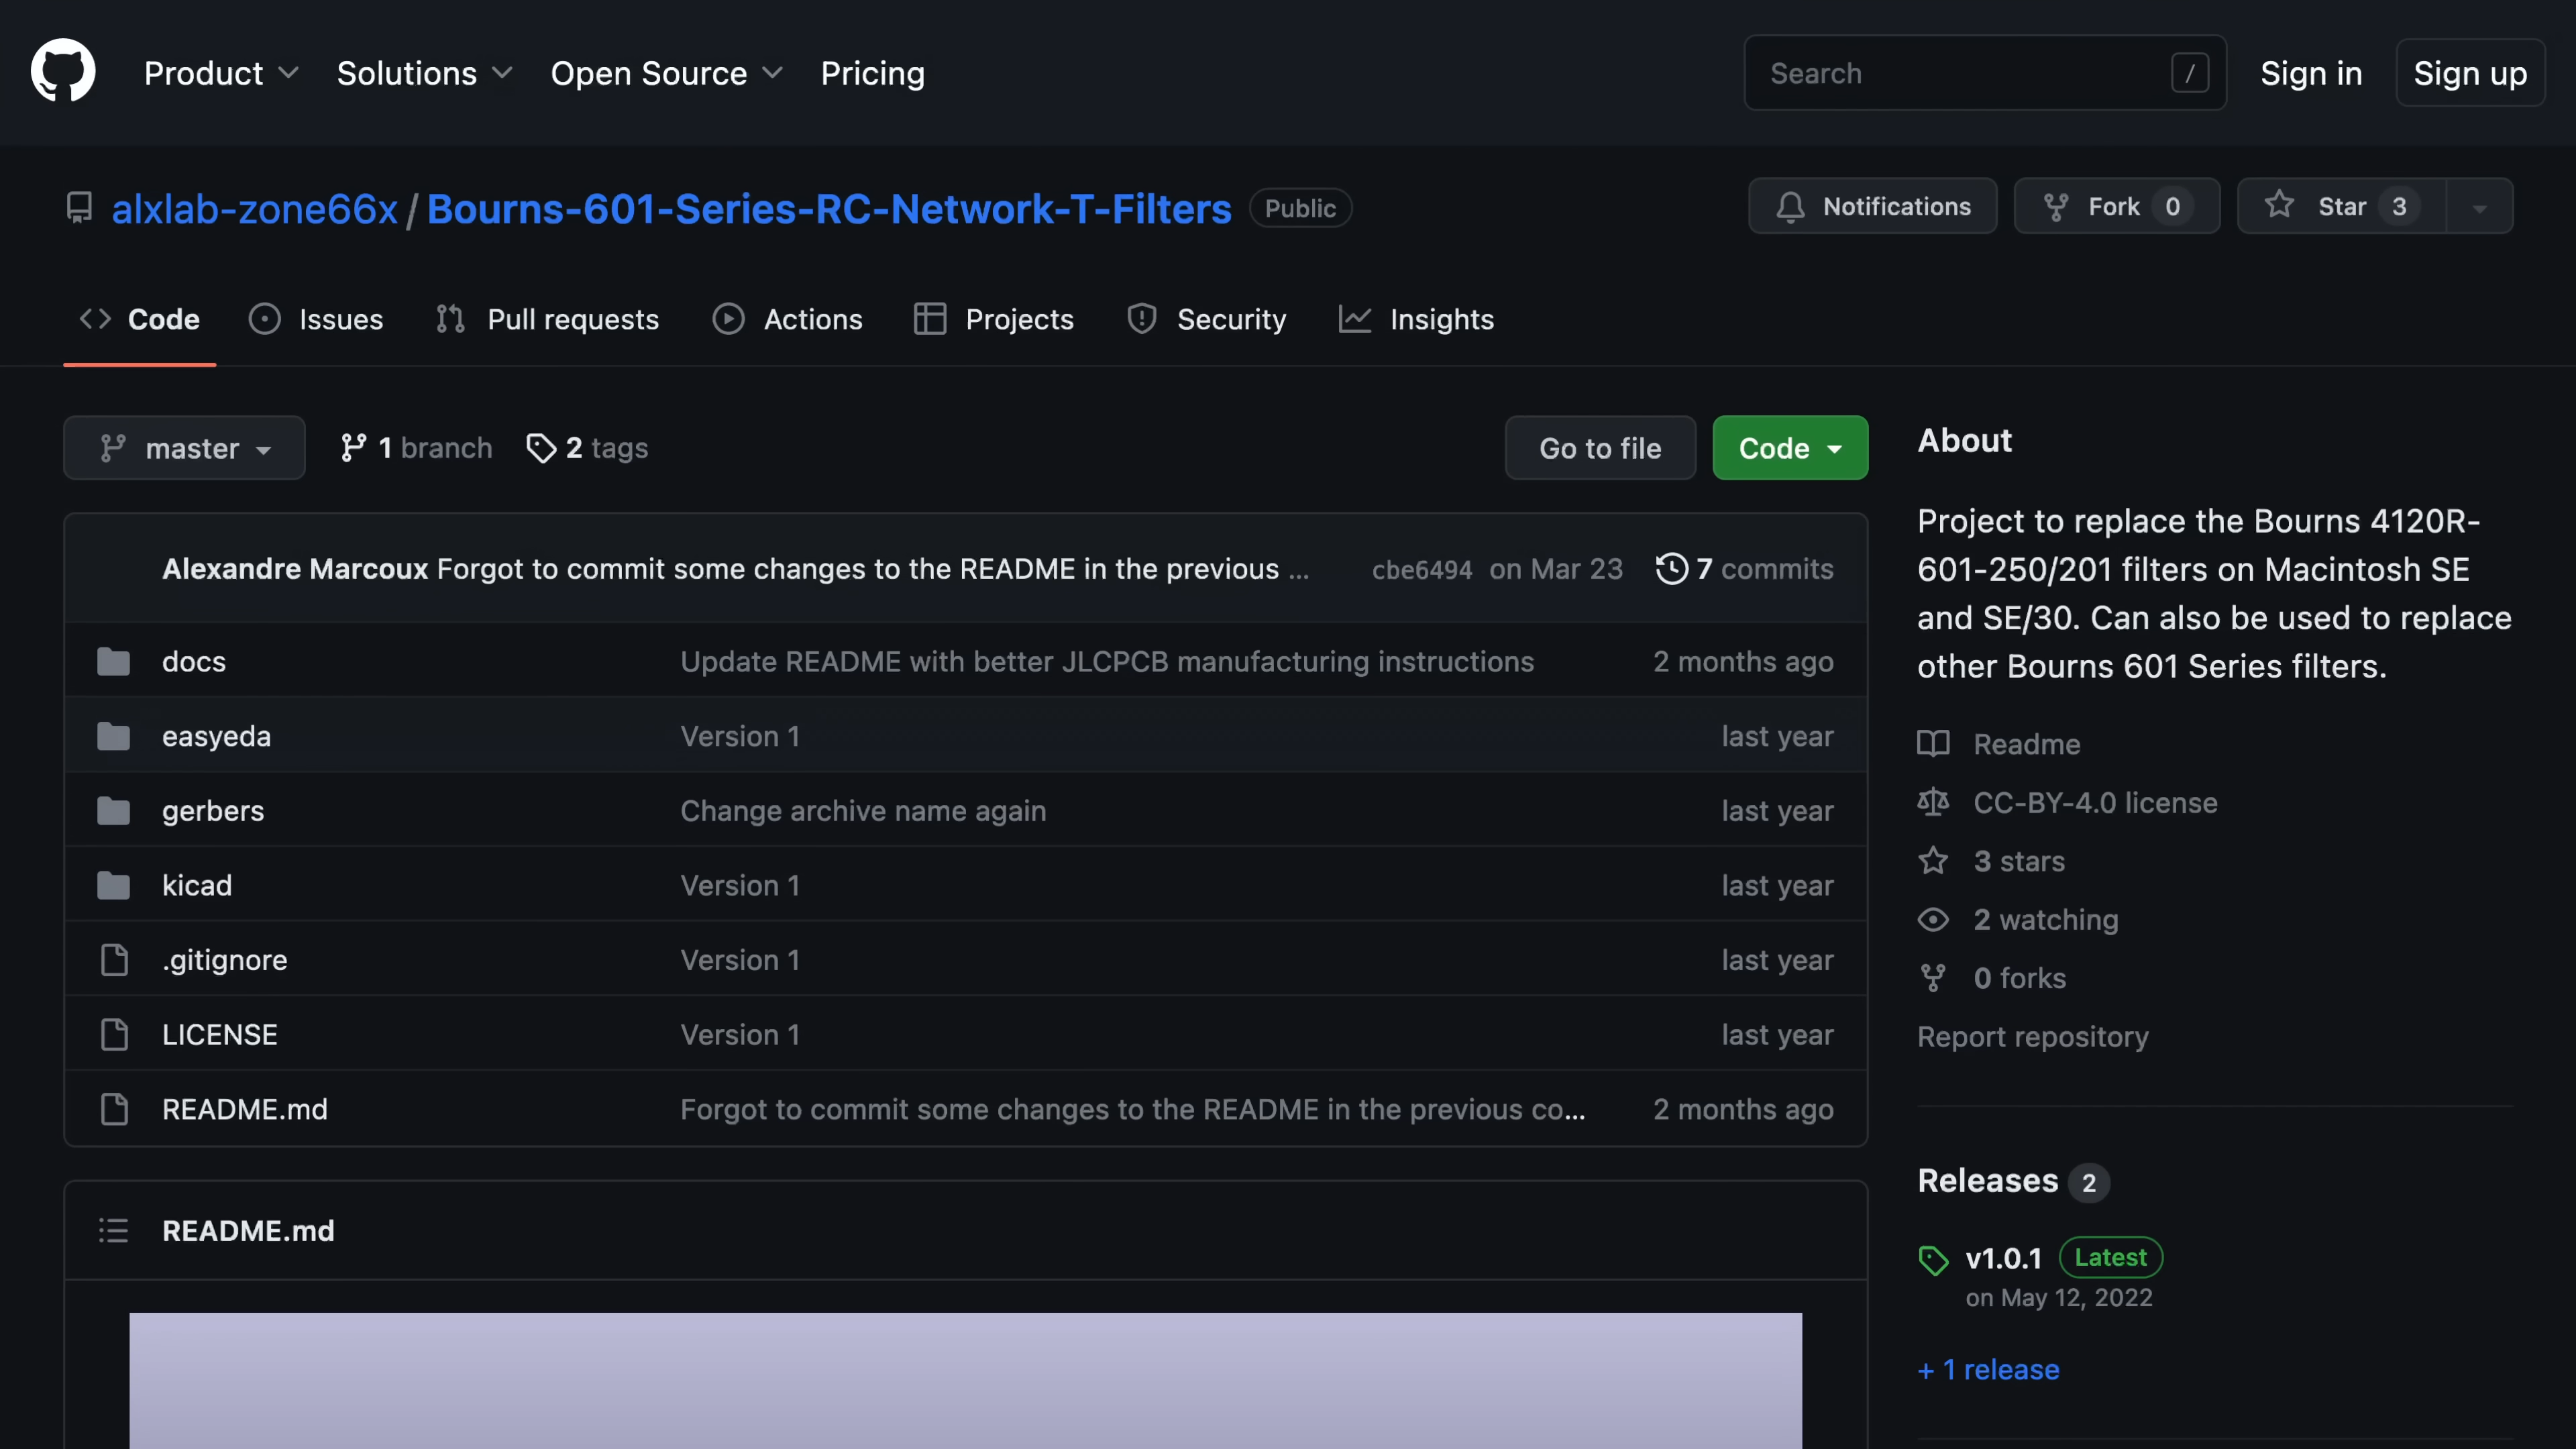 Product Solutions Open Source Pricing Search / Sign in Sign up
alxlab-zone66x / Bourns-601-Series-RC-Network-T-Filters Public Notifications Fork 0 Star 3
Code Issues Pull requests Actions Projects Security Insights
master 1 branch 2 tags Go to file Code
Alexandre Marcoux Forgot to commit some changes to the README in the previous ... cbe6494 on Mar 23 7 commits
docs Update README with better JLCPCB manufacturing instructions 2 months ago
easyeda Version 1 last year
gerbers Change archive name again last year
kicad Version 1 last year
.gitignore Version 1 last year
LICENSE Version 1 last year
README.md Forgot to commit some changes to the README in the previous co... 2 months ago
README.md
About
Project to replace the Bourns 4120R-
601-250/201 filters on Macintosh SE
and SE/30. Can also be used to replace
other Bourns 601 Series filters.
Readme
CC-BY-4.0 license
3 stars
2 watching
0 forks
Report repository
Releases 2
v1.0.1 Latest
on May 12, 2022
+ 1 release